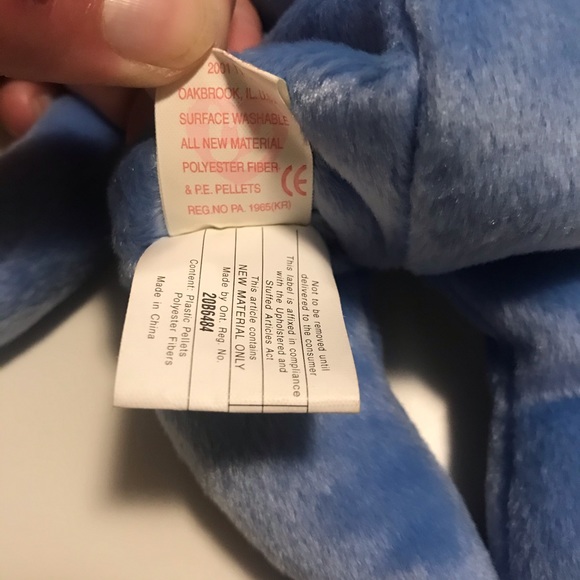 2001
OAKBROOK, IL. U.
SURFACE WASHABLE
ALL NEW MATERIAL
POLYESTER FIBER
& P.E. PELLETS
CE
REG.NO PA. 1965(KR)
Not to be removed until
delivered to the consumer
This label is affixed in compliance
with the Upholstered and
Stuffed Articles Act
This article contains
NEW MATERIAL ONLY
Made by Ont. Reg. No.
20B6484
Content: Plastic Pellets
Polyester Fibers
Made in China